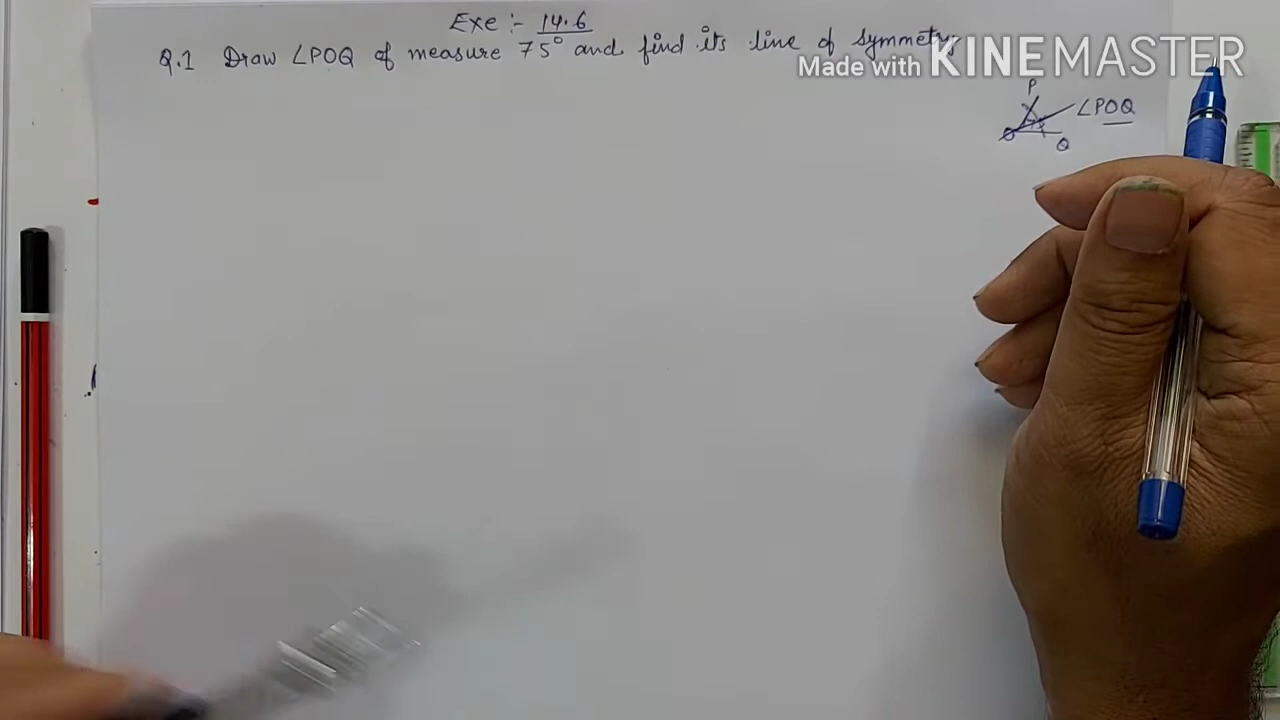 Exe :- 14.6
Q.1 Draw ∠POQ of measure 75° and find its line of symmetry
Made with KINEMASTER
P
∠POQ
O
Q